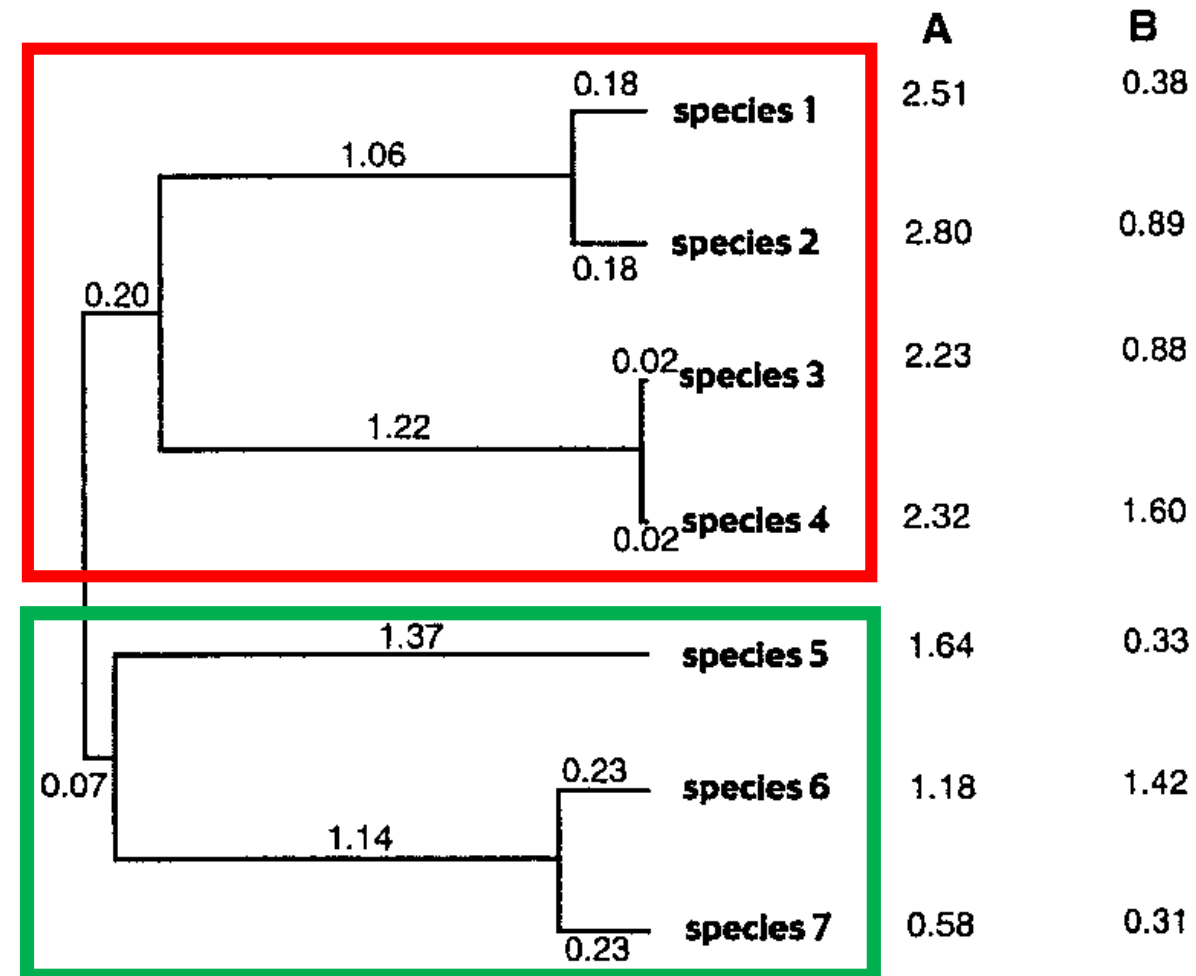 A B
0.18 species 1 2.51 0.38
1.06
species 2 2.80 0.89
0.18
0.20
0.02 species 3 2.23 0.88
1.22
0.02 species 4 2.32 1.60
1.37 species 5 1.64 0.33
0.07
0.23 species 6 1.18 1.42
1.14
species 7 0.58 0.31
0.23